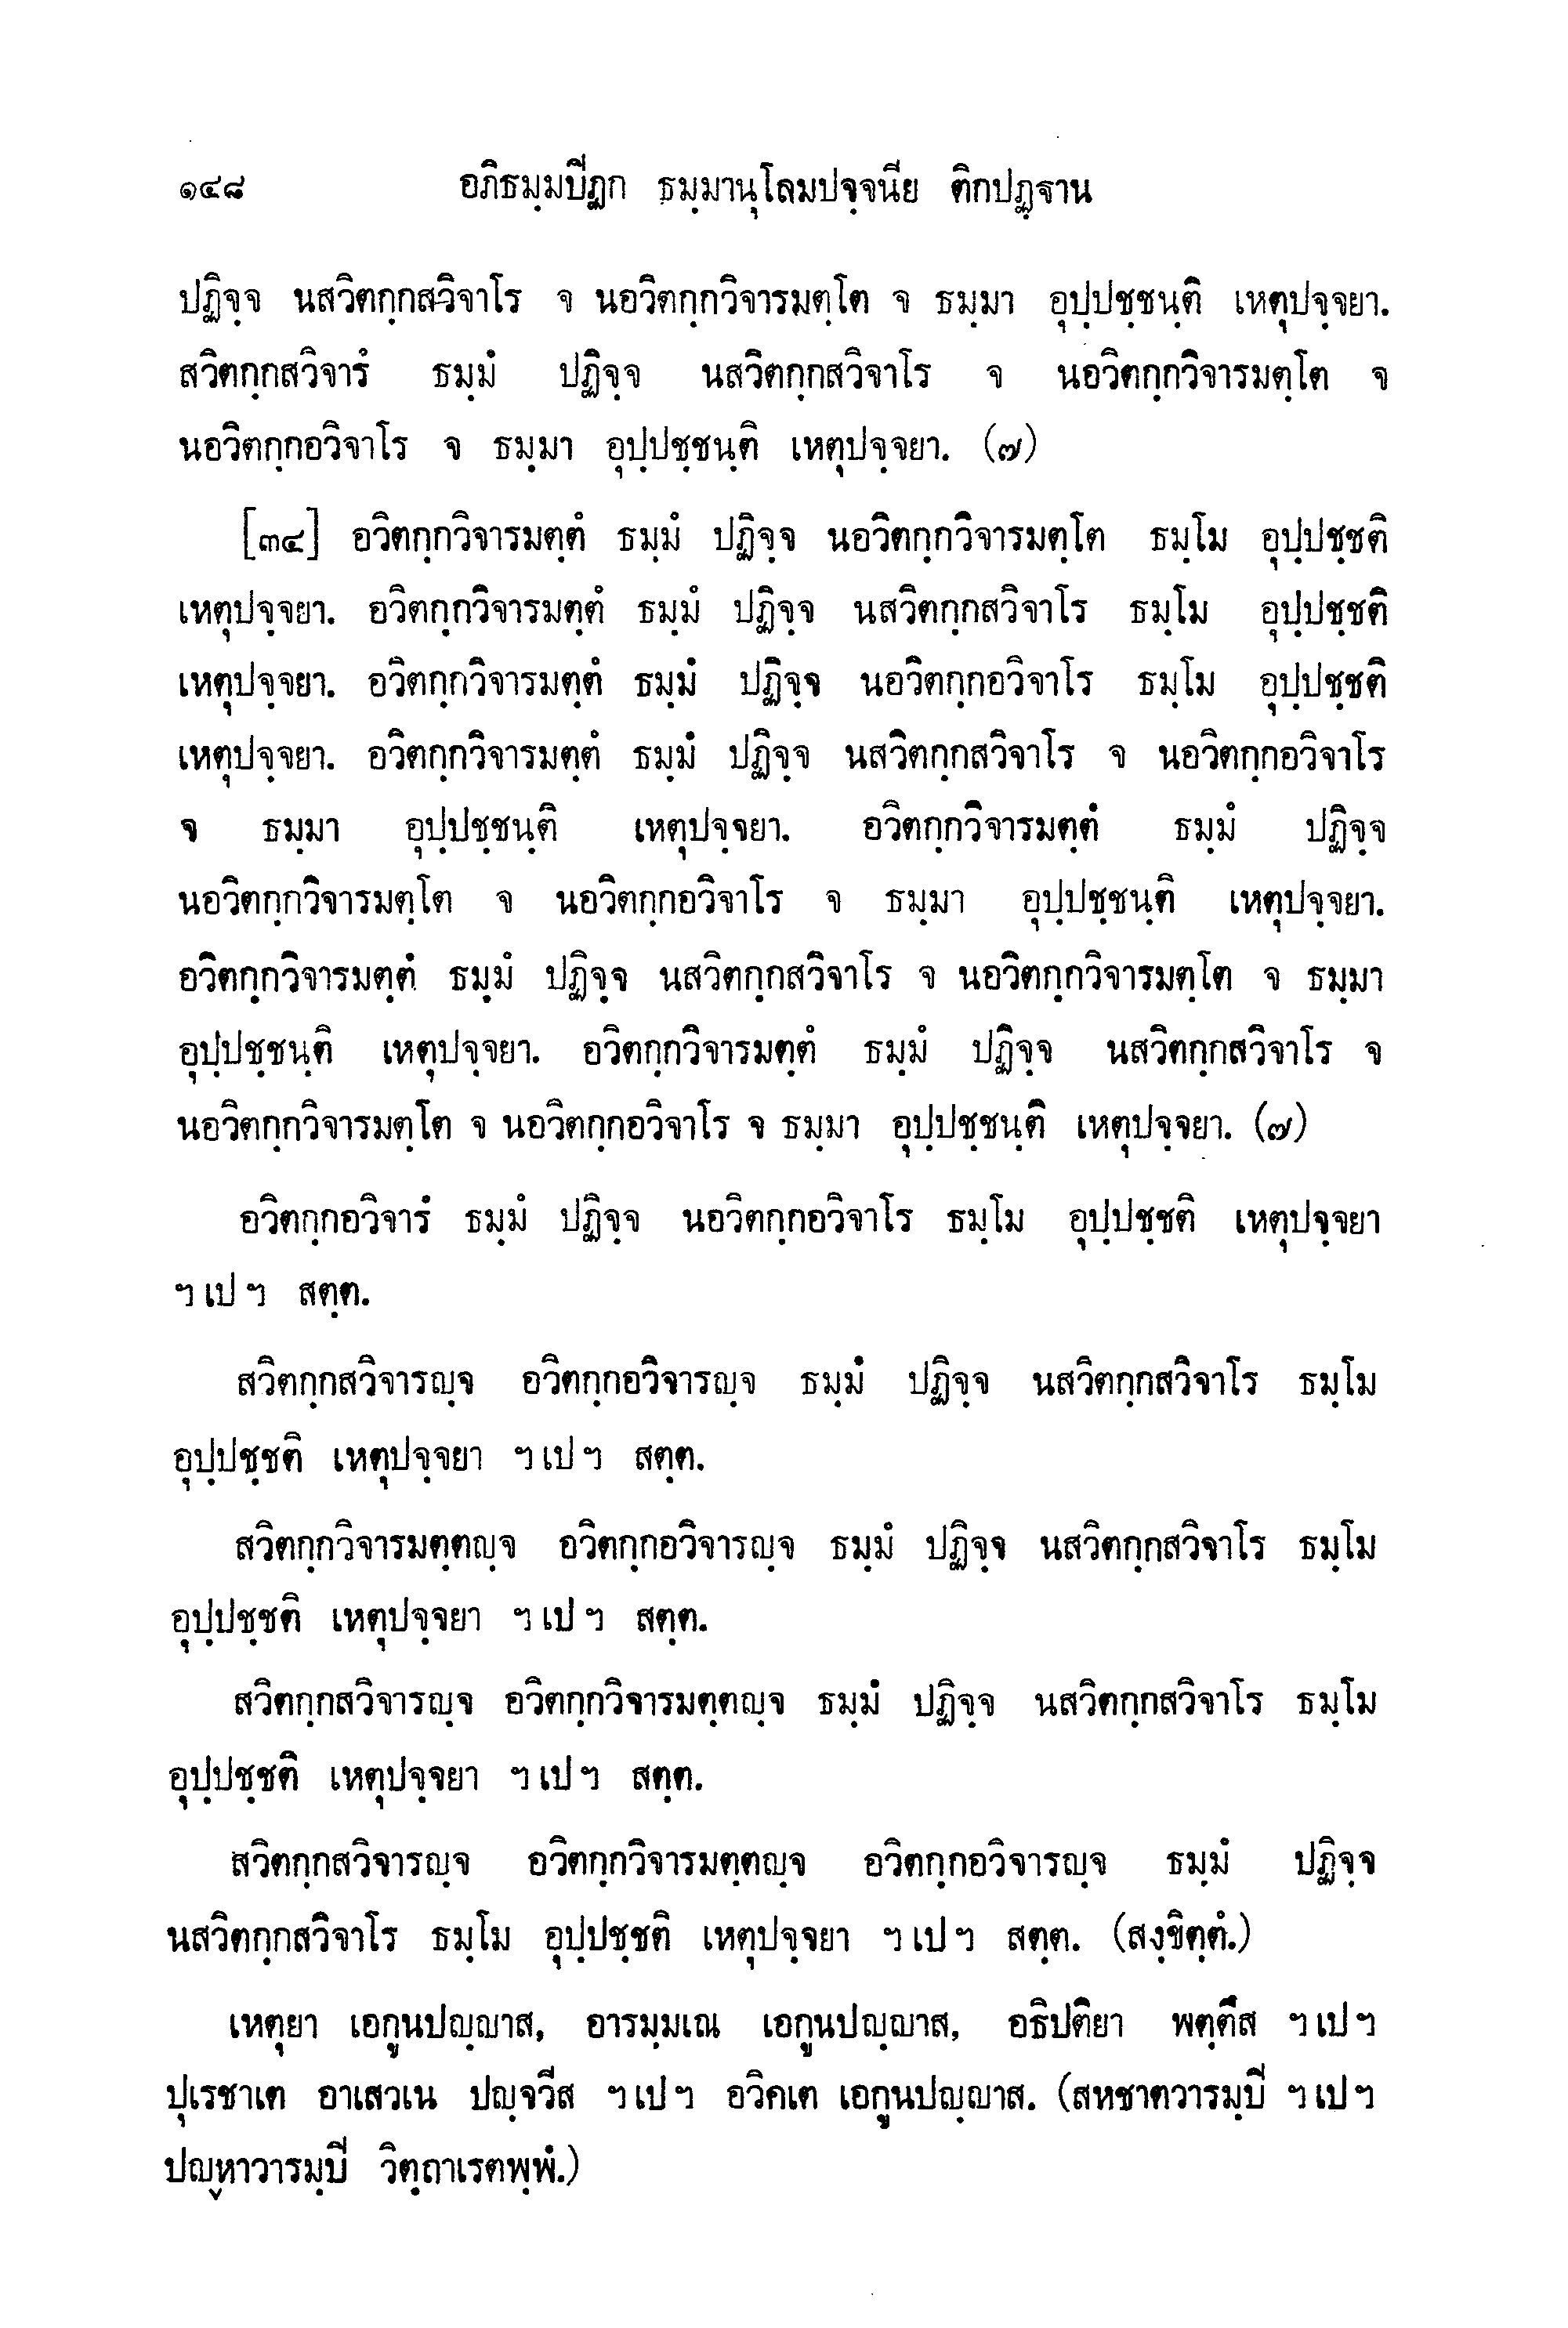 ๑๔๘ อภิธมฺมปิฏก ธมฺมานุโลมปจฺจนีย ติกปฏฺฐาน
ปฏิจฺจ นสวิตกฺกสวิจาโร จ นอวิตกฺกวิจารมตฺโต จ ธมฺมา อุปฺปชฺชนฺติ เหตุปจฺจยา.
สวิตกฺกสวิจารํ ธมฺมํ ปฏิจฺจ นสวิตกฺกสวิจาโร จ นอวิตกฺกวิจารมตฺโต จ
นอวิตกฺกอวิจาโร จ ธมฺมา อุปฺปชฺชนฺติ เหตุปจฺจยา. (๗)
[๓๔] อวิตกฺกวิจารมตฺตํ ธมฺมํ ปฏิจฺจ นอวิตกฺกวิจารมตฺโต ธมฺโม อุปฺปชฺชติ
เหตุปจฺจยา. อวิตกฺกวิจารมตฺตํ ธมฺมํ ปฏิจฺจ นสวิตกฺกสวิจาโร ธมฺโม อุปฺปชฺชติ
เหตุปจฺจยา. อวิตกฺกวิจารมตฺตํ ธมฺมํ ปฏิจฺจ นอวิตกฺกอวิจาโร ธมฺโม อุปฺปชฺชติ
เหตุปจฺจยา. อวิตกฺกวิจารมตฺตํ ธมฺมํ ปฏิจฺจ นสวิตกฺกสวิจาโร จ นอวิตกฺกอวิจาโร
จ ธมฺมา อุปฺปชฺชนฺติ เหตุปจฺจยา. อวิตกฺกวิจารมตฺตํ ธมฺมํ ปฏิจฺจ
นอวิตกฺกวิจารมตฺโต จ นอวิตกฺกอวิจาโร จ ธมฺมา อุปฺปชฺชนฺติ เหตุปจฺจยา.
อวิตกฺกวิจารมตฺตํ ธมฺมํ ปฏิจฺจ นสวิตกฺกสวิจาโร จ นอวิตกฺกวิจารมตฺโต จ ธมฺมา
อุปฺปชฺชนฺติ เหตุปจฺจยา. อวิตกฺกวิจารมตฺตํ ธมฺมํ ปฏิจฺจ นสวิตกฺกสวิจาโร จ
นอวิตกฺกวิจารมตฺโต จ นอวิตกฺกอวิจาโร จ ธมฺมา อุปฺปชฺชนฺติ เหตุปจฺจยา. (๗)
อวิตกฺกอวิจารํ ธมฺมํ ปฏิจฺจ นอวิตกฺกอวิจาโร ธมฺโม อุปฺปชฺชติ เหตุปจฺจยา
ฯ เป ฯ สตฺต.
สวิตกฺกสวิจารญฺจ อวิตกฺกอวิจารญฺจ ธมฺมํ ปฏิจฺจ นสวิตกฺกสวิจาโร ธมฺโม
อุปฺปชฺชติ เหตุปจฺจยา ฯ เป ฯ สตฺต.
สวิตกฺกวิจารมตฺตญฺจ อวิตกฺกอวิจารญฺจ ธมฺมํ ปฏิจฺจ นสวิตกฺกสวิจาโร ธมฺโม
อุปฺปชฺชติ เหตุปจฺจยา ฯ เป ฯ สตฺต.
สวิตกฺกสวิจารญฺจ อวิตกฺกวิจารมตฺตญฺจ ธมฺมํ ปฏิจฺจ นสวิตกฺกสวิจาโร ธมฺโม
อุปฺปชฺชติ เหตุปจฺจยา ฯ เป ฯ สตฺต.
สวิตกฺกสวิจารญฺจ อวิตกฺกวิจารมตฺตญฺจ อวิตกฺกอวิจารญฺจ ธมฺมํ ปฏิจฺจ
นสวิตกฺกสวิจาโร ธมฺโม อุปฺปชฺชติ เหตุปจฺจยา ฯ เป ฯ สตฺต. (สงฺขิตฺตํ.)
เหตุยา เอกูนปญฺญาส, อารมฺมเณ เอกูนปญฺญาส, อธิปติยา พตฺตึส ฯ เป ฯ
ปุเรชาเต อาเสวเน ปญฺจวีส ฯ เป ฯ อวิคเต เอกูนปญฺญาส. (สหชาตวารมฺปิ ฯ เป ฯ
ปญฺหาวารมฺปิ วิตฺถาเรตพฺพํ.)